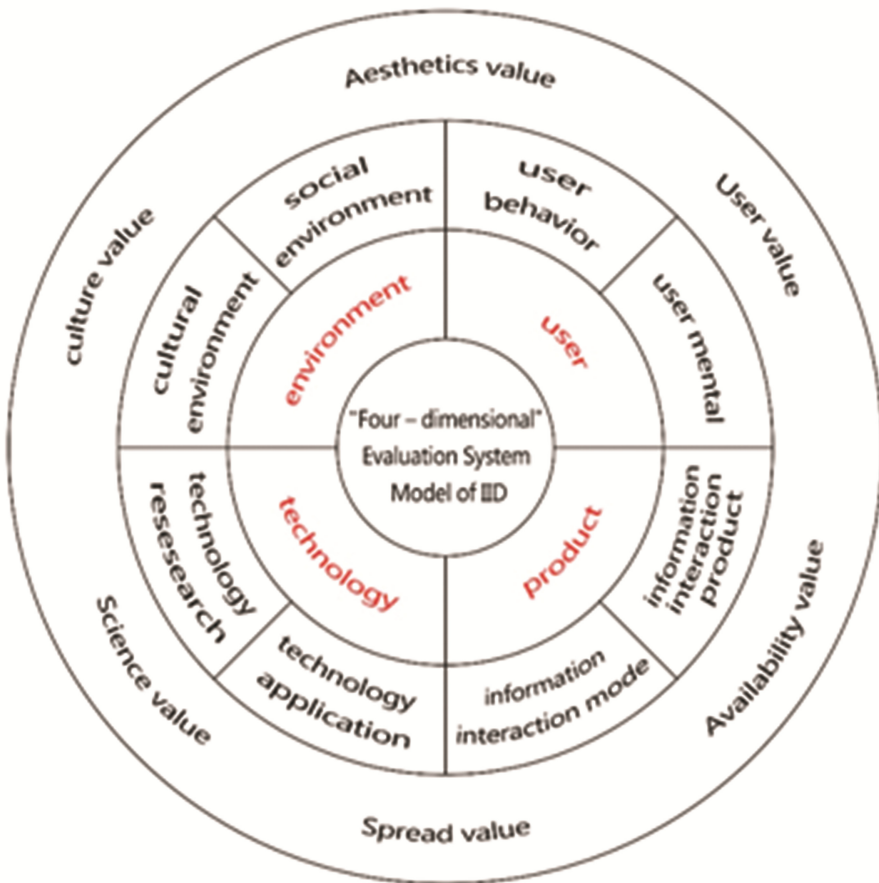 Aesthetics value
User value
Availability value
Spread value
Science value
culture value
social
environment
user
behavior
user mental
information
interaction
product
information
interaction mode
technology
application
technology
resesearch
cultural
environment
environment
user
product
technology
"Four – dimensional"
Evaluation System
Model of IID